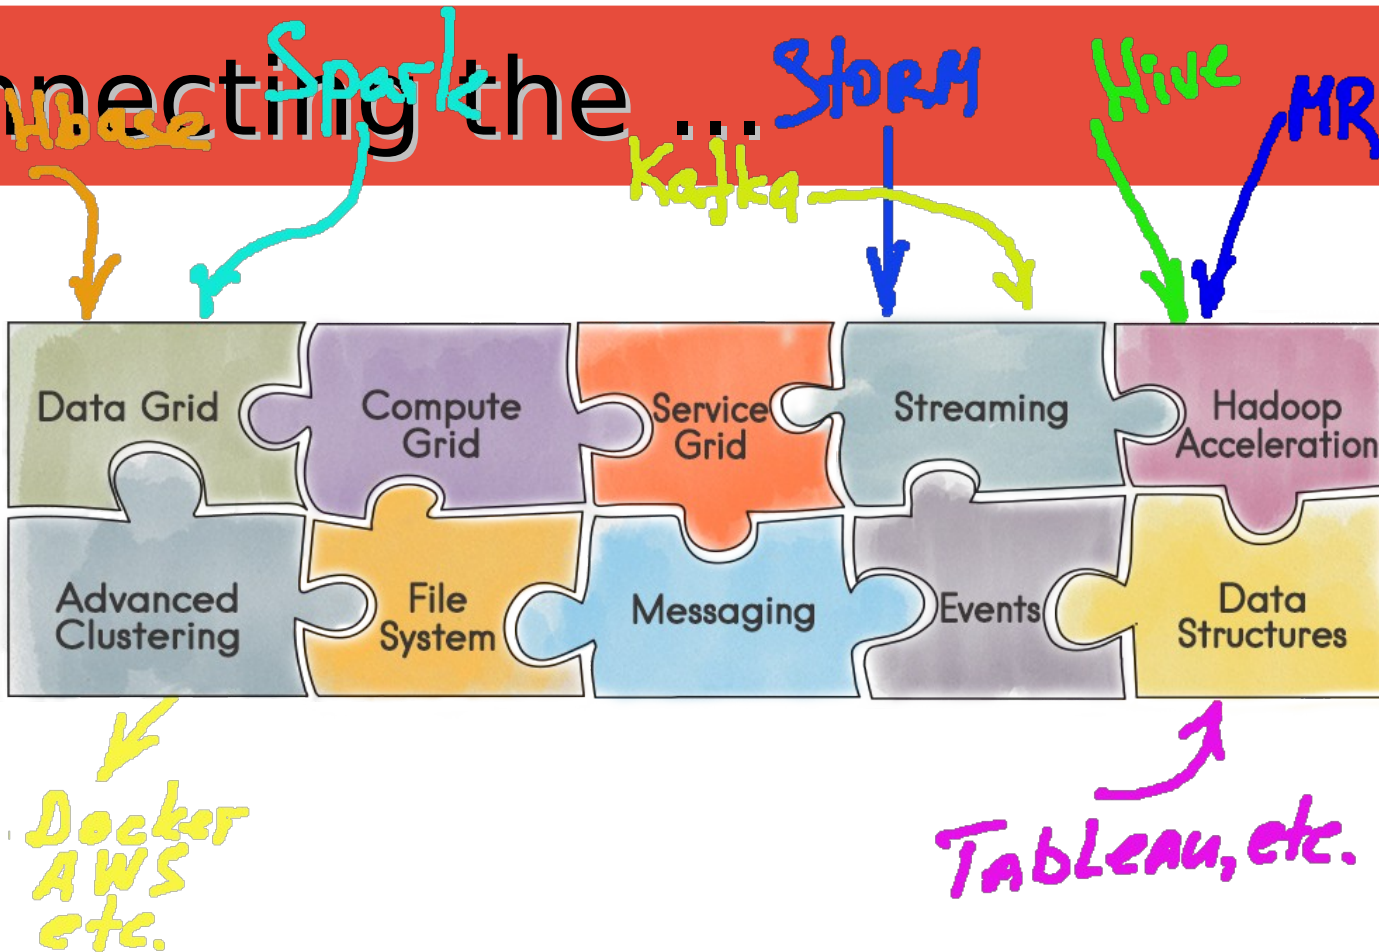 nnecting the ...
Hbase
Spark
Kafka
STORM
Hive
MR
Data Grid
Compute
Grid
Service
Grid
Streaming
Hadoop
Acceleration
Advanced
Clustering
File
System
Messaging
Events
Data
Structures
Docker
AWS
etc.
Tableau, etc.